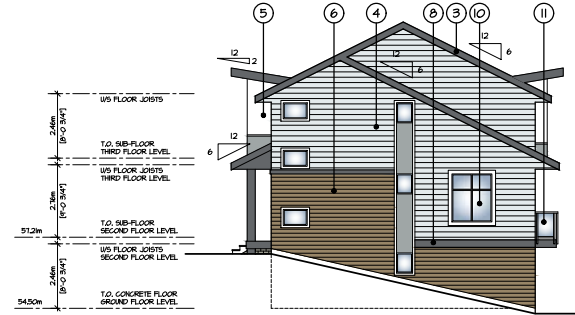 5 6 4 8 3 10 11
12
2
12
6
12
6
U/S FLOOR JOISTS
2.46m
[8'-0 3/4"]
12
6
T.O. SUB-FLOOR
THIRD FLOOR LEVEL
U/S FLOOR JOISTS
THIRD FLOOR LEVEL
2.76m
[9'-0 3/4"]
T.O. SUB-FLOOR
SECOND FLOOR LEVEL
57.21m
U/S FLOOR JOISTS
SECOND FLOOR LEVEL
2.46m
[8'-0 3/4"]
T.O. CONCRETE FLOOR
GROUND FLOOR LEVEL
54.50m